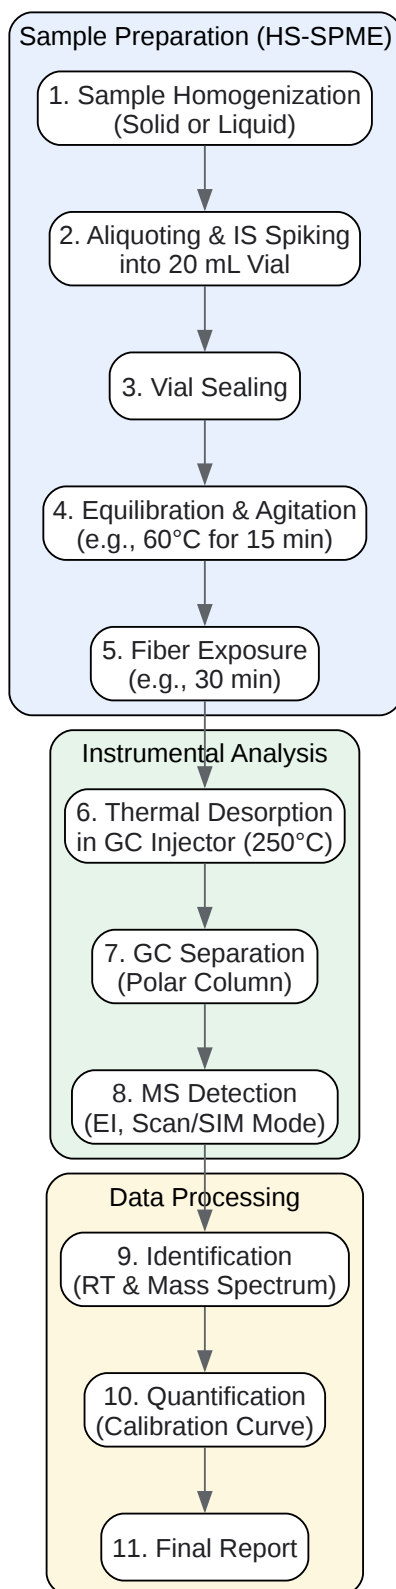 Sample Preparation (HS-SPME)
1. Sample Homogenization
(Solid or Liquid)
2. Aliquoting & IS Spiking
into 20 mL Vial
3. Vial Sealing
4. Equilibration & Agitation
(e.g., 60°C for 15 min)
5. Fiber Exposure
(e.g., 30 min)
Instrumental Analysis
6. Thermal Desorption
in GC Injector (250°C)
7. GC Separation
(Polar Column)
8. MS Detection
(EI, Scan/SIM Mode)
Data Processing
9. Identification
(RT & Mass Spectrum)
10. Quantification
(Calibration Curve)
11. Final Report